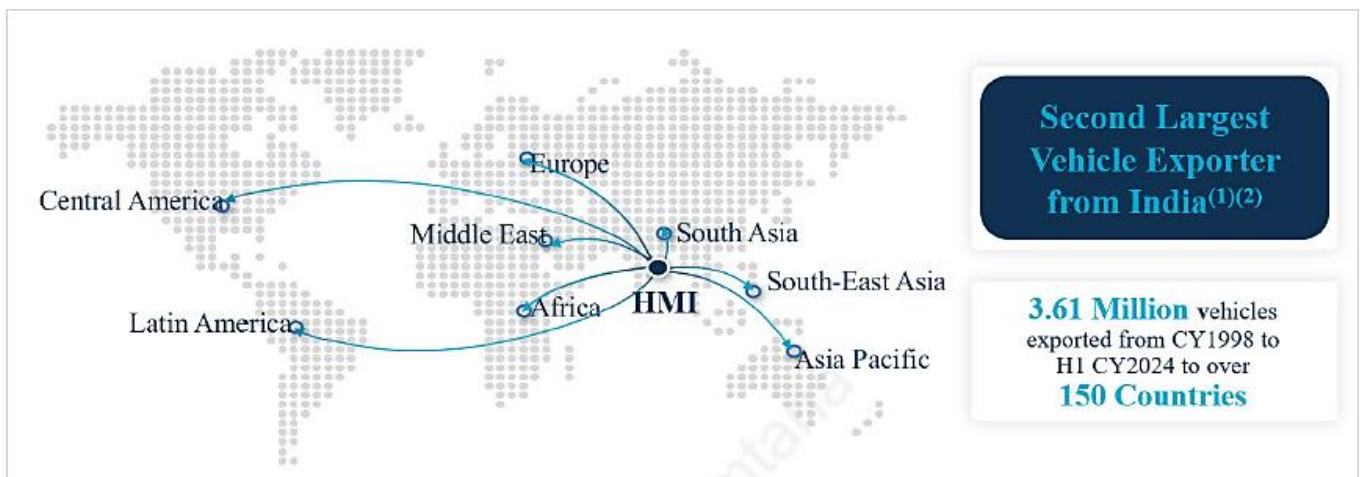 Europe
Central America
Middle East
South Asia
South-East Asia
HMI
Africa
Latin America
Asia Pacific
Second Largest
Vehicle Exporter
from India(1)(2)
3.61 Million vehicles
exported from CY1998 to
H1 CY2024 to over
150 Countries